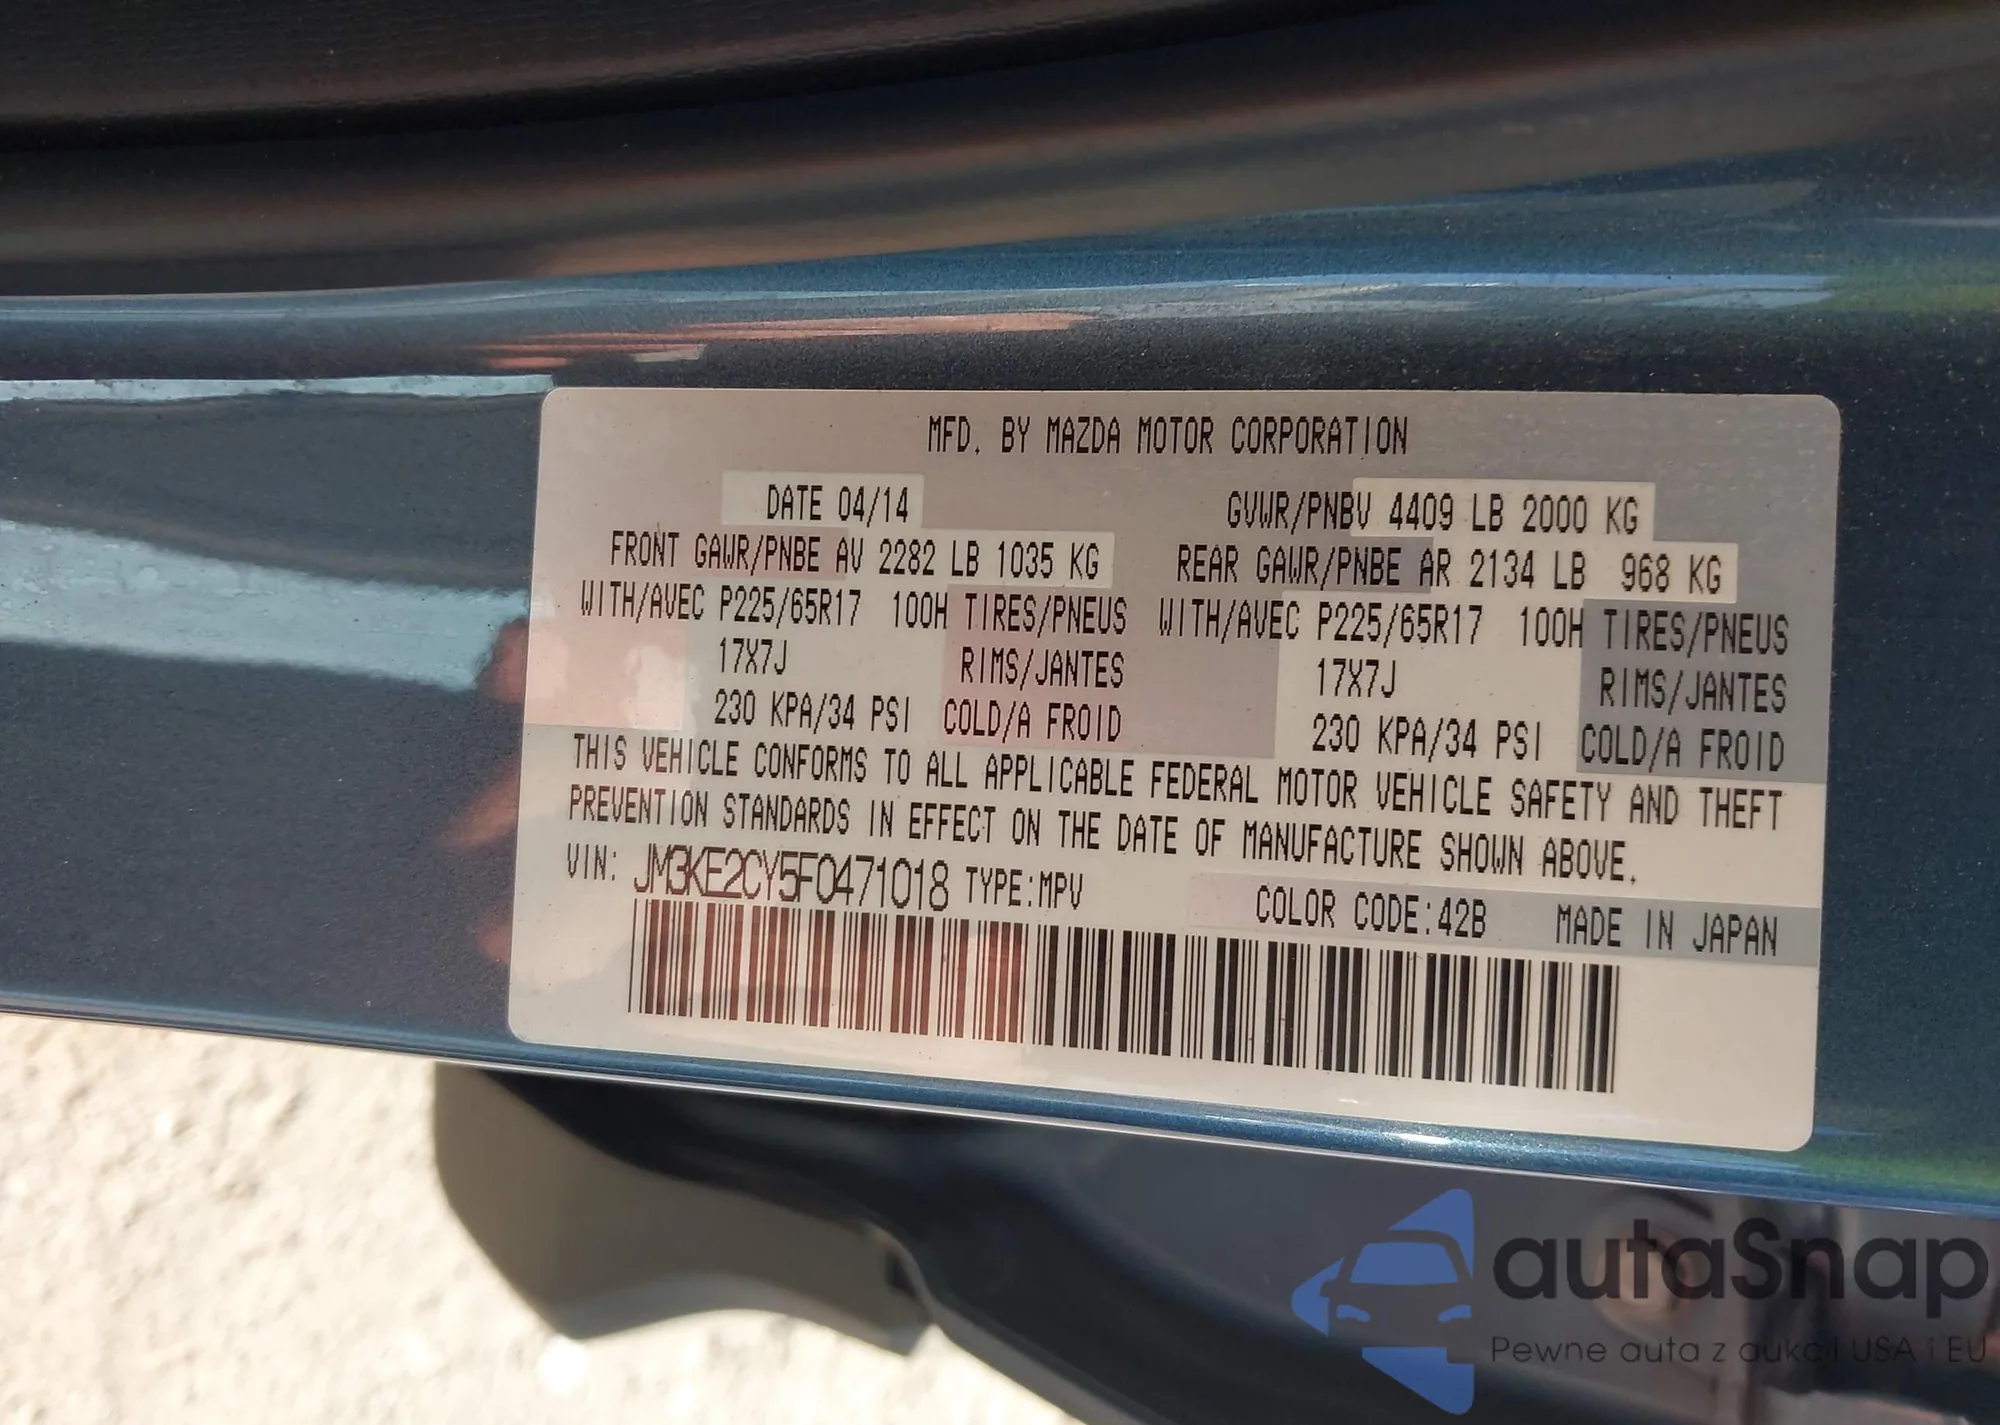 MFD. BY MAZDA MOTOR CORPORATION
DATE 04/14 GVWR/PNBV 4409 LB 2000 KG
FRONT GAWR/PNBE AV 2282 LB 1035 KG REAR GAWR/PNBE AR 2134 LB 968 KG
WITH/AVEC P225/65R17 100H TIRES/PNEUS WITH/AVEC P225/65R17 100H TIRES/PNEUS
17X7J RIMS/JANTES 17X7J RIMS/JANTES
230 KPA/34 PSI COLD/A FROID 230 KPA/34 PSI COLD/A FROID
THIS VEHICLE CONFORMS TO ALL APPLICABLE FEDERAL MOTOR VEHICLE SAFETY AND THEFT
PREVENTION STANDARDS IN EFFECT ON THE DATE OF MANUFACTURE SHOWN ABOVE.
VIN: JM3KE2CY5F0471018 TYPE:MPV COLOR CODE:42B MADE IN JAPAN
autaSnap
Pewne auta z aukcji USA i EU